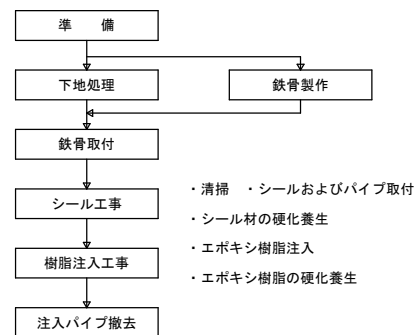 準　備
下地処理
鉄骨製作
鉄骨取付
シール工事
・清掃　・シールおよびパイプ取付
・シール材の硬化養生
樹脂注入工事
・エポキシ樹脂注入
・エポキシ樹脂の硬化養生
注入パイプ撤去